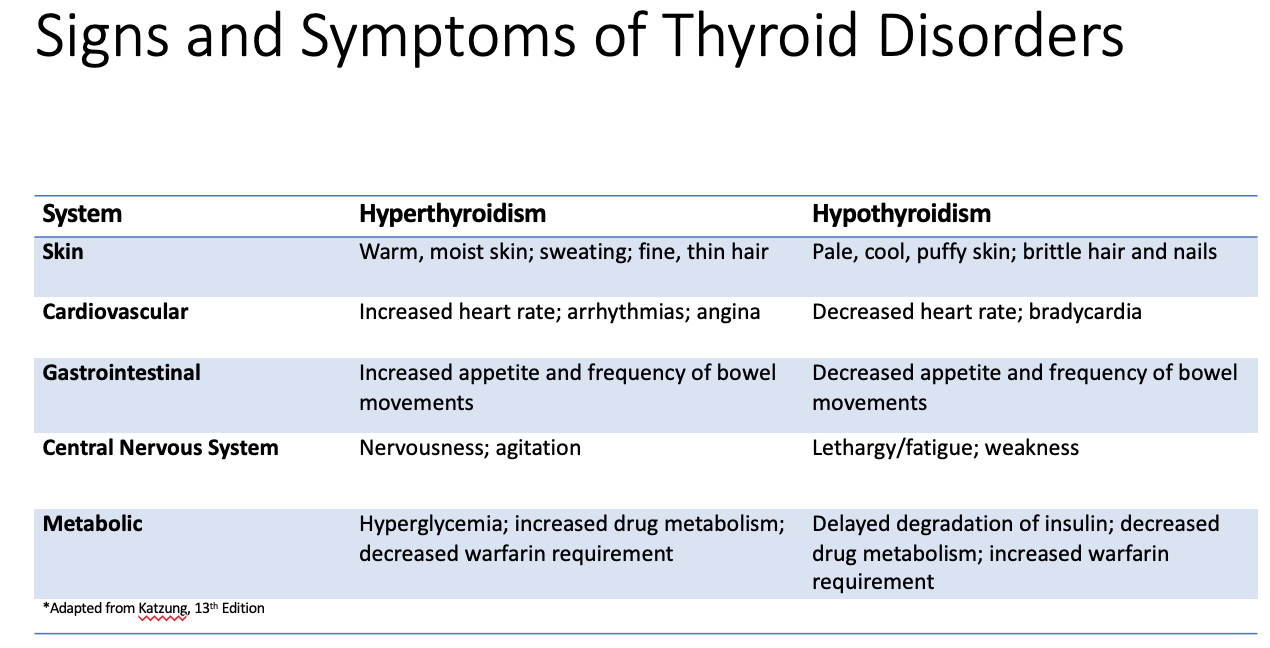 Signs and Symptoms of Thyroid Disorders
System Hyperthyroidism Hypothyroidism
Skin Warm, moist skin; sweating; fine, thin hair Pale, cool, puffy skin; brittle hair and nails
Cardiovascular Increased heart rate; arrhythmias; angina Decreased heart rate; bradycardia
Gastrointestinal Increased appetite and frequency of bowel Decreased appetite and frequency of bowel
movements movements
Central Nervous System Nervousness; agitation Lethargy/fatigue; weakness
Metabolic Hyperglycemia; increased drug metabolism; Delayed degradation of insulin; decreased
decreased warfarin requirement drug metabolism; increased warfarin
requirement
*Adapted from Katzung, 13th Edition